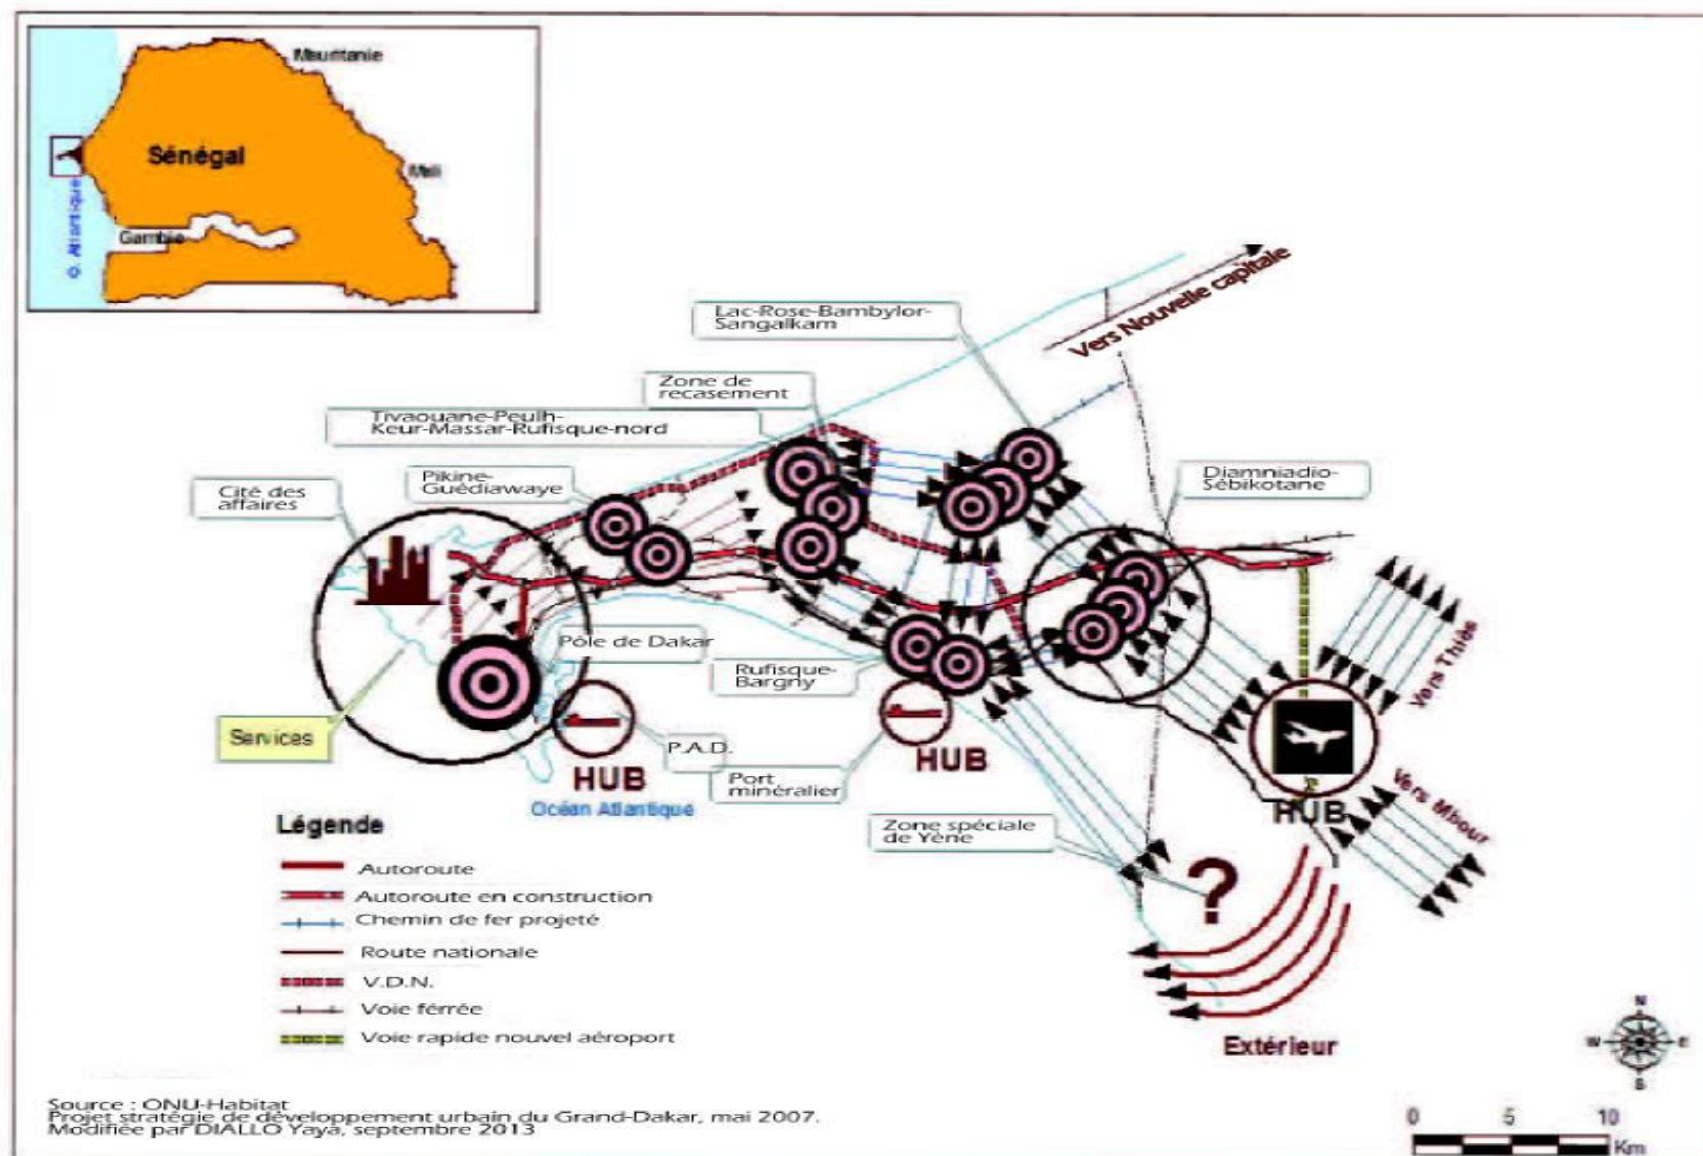 Mauritanie
Sénégal
Mali
O. Atlantique
Gambie
Vers Nouvelle capitale
Lac-Rose-Bambylor-
Sangalkam
Zone de
recasement
Tivaouane-Peulh-
Keur-Massar-Rufisque-nord
Pikine-
Guédiawaye
Cité des
affaires
Diamniadio-
Sébikotane
Pôle de Dakar
Rufisque-
Bargny
Vers Thiès
Services
P.A.D.
HUB
HUB
Port
minéralier
Océan Atlantique
Vers Mbour
HUB
Zone spéciale
de Yène
?
Légende
Autoroute
Autoroute en construction
Chemin de fer projeté
Route nationale
V.D.N.
Voie férrée
Voie rapide nouvel aéroport
Extérieur
N
W
E
S
Source : ONU-Habitat
Projet stratégie de développement urbain du Grand-Dakar, mai 2007.
Modifiée par DIALLO Yaya, septembre 2013
0 5 10
Km